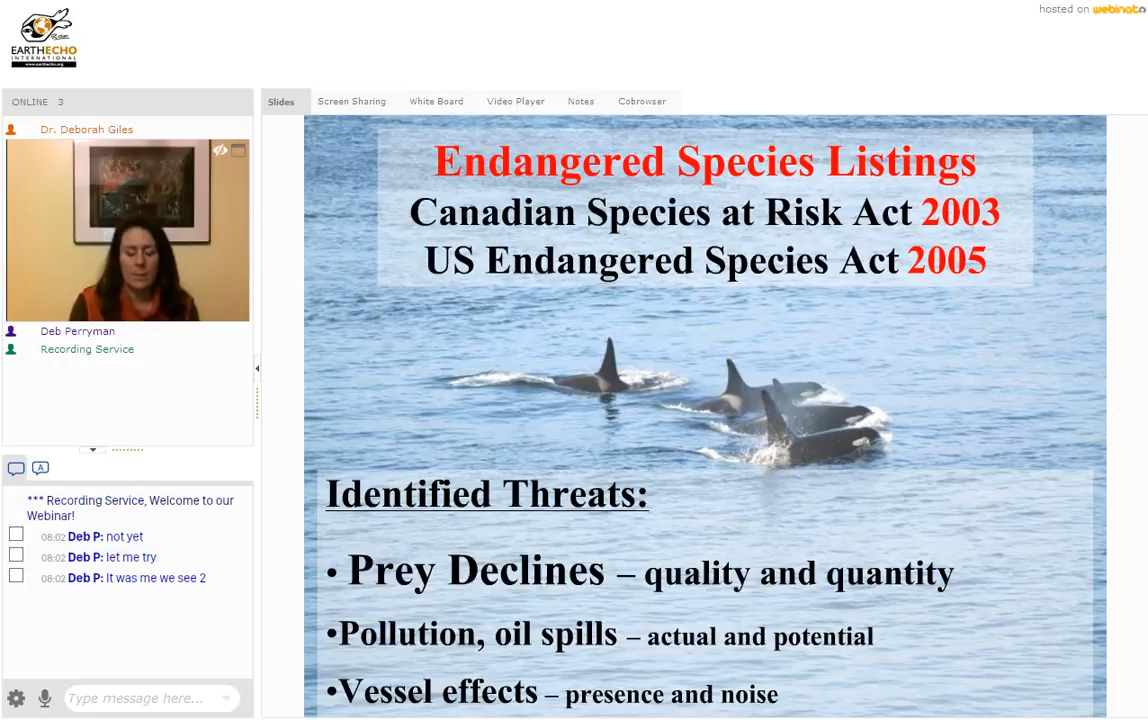 hosted on webinato
EARTHECHO
INTERNATIONAL
www.earthecho.org
ONLINE 3
Slides
Screen Sharing
White Board
Video Player
Notes
Cobrowser
Dr. Deborah Giles
Deb Perryman
Recording Service
*** Recording Service, Welcome to our
Webinar!
08:02 Deb P: not yet
08:02 Deb P: let me try
08:02 Deb P: It was me we see 2
Type message here...
Endangered Species Listings
Canadian Species at Risk Act 2003
US Endangered Species Act 2005
Identified Threats:
• Prey Declines – quality and quantity
•Pollution, oil spills – actual and potential
•Vessel effects – presence and noise